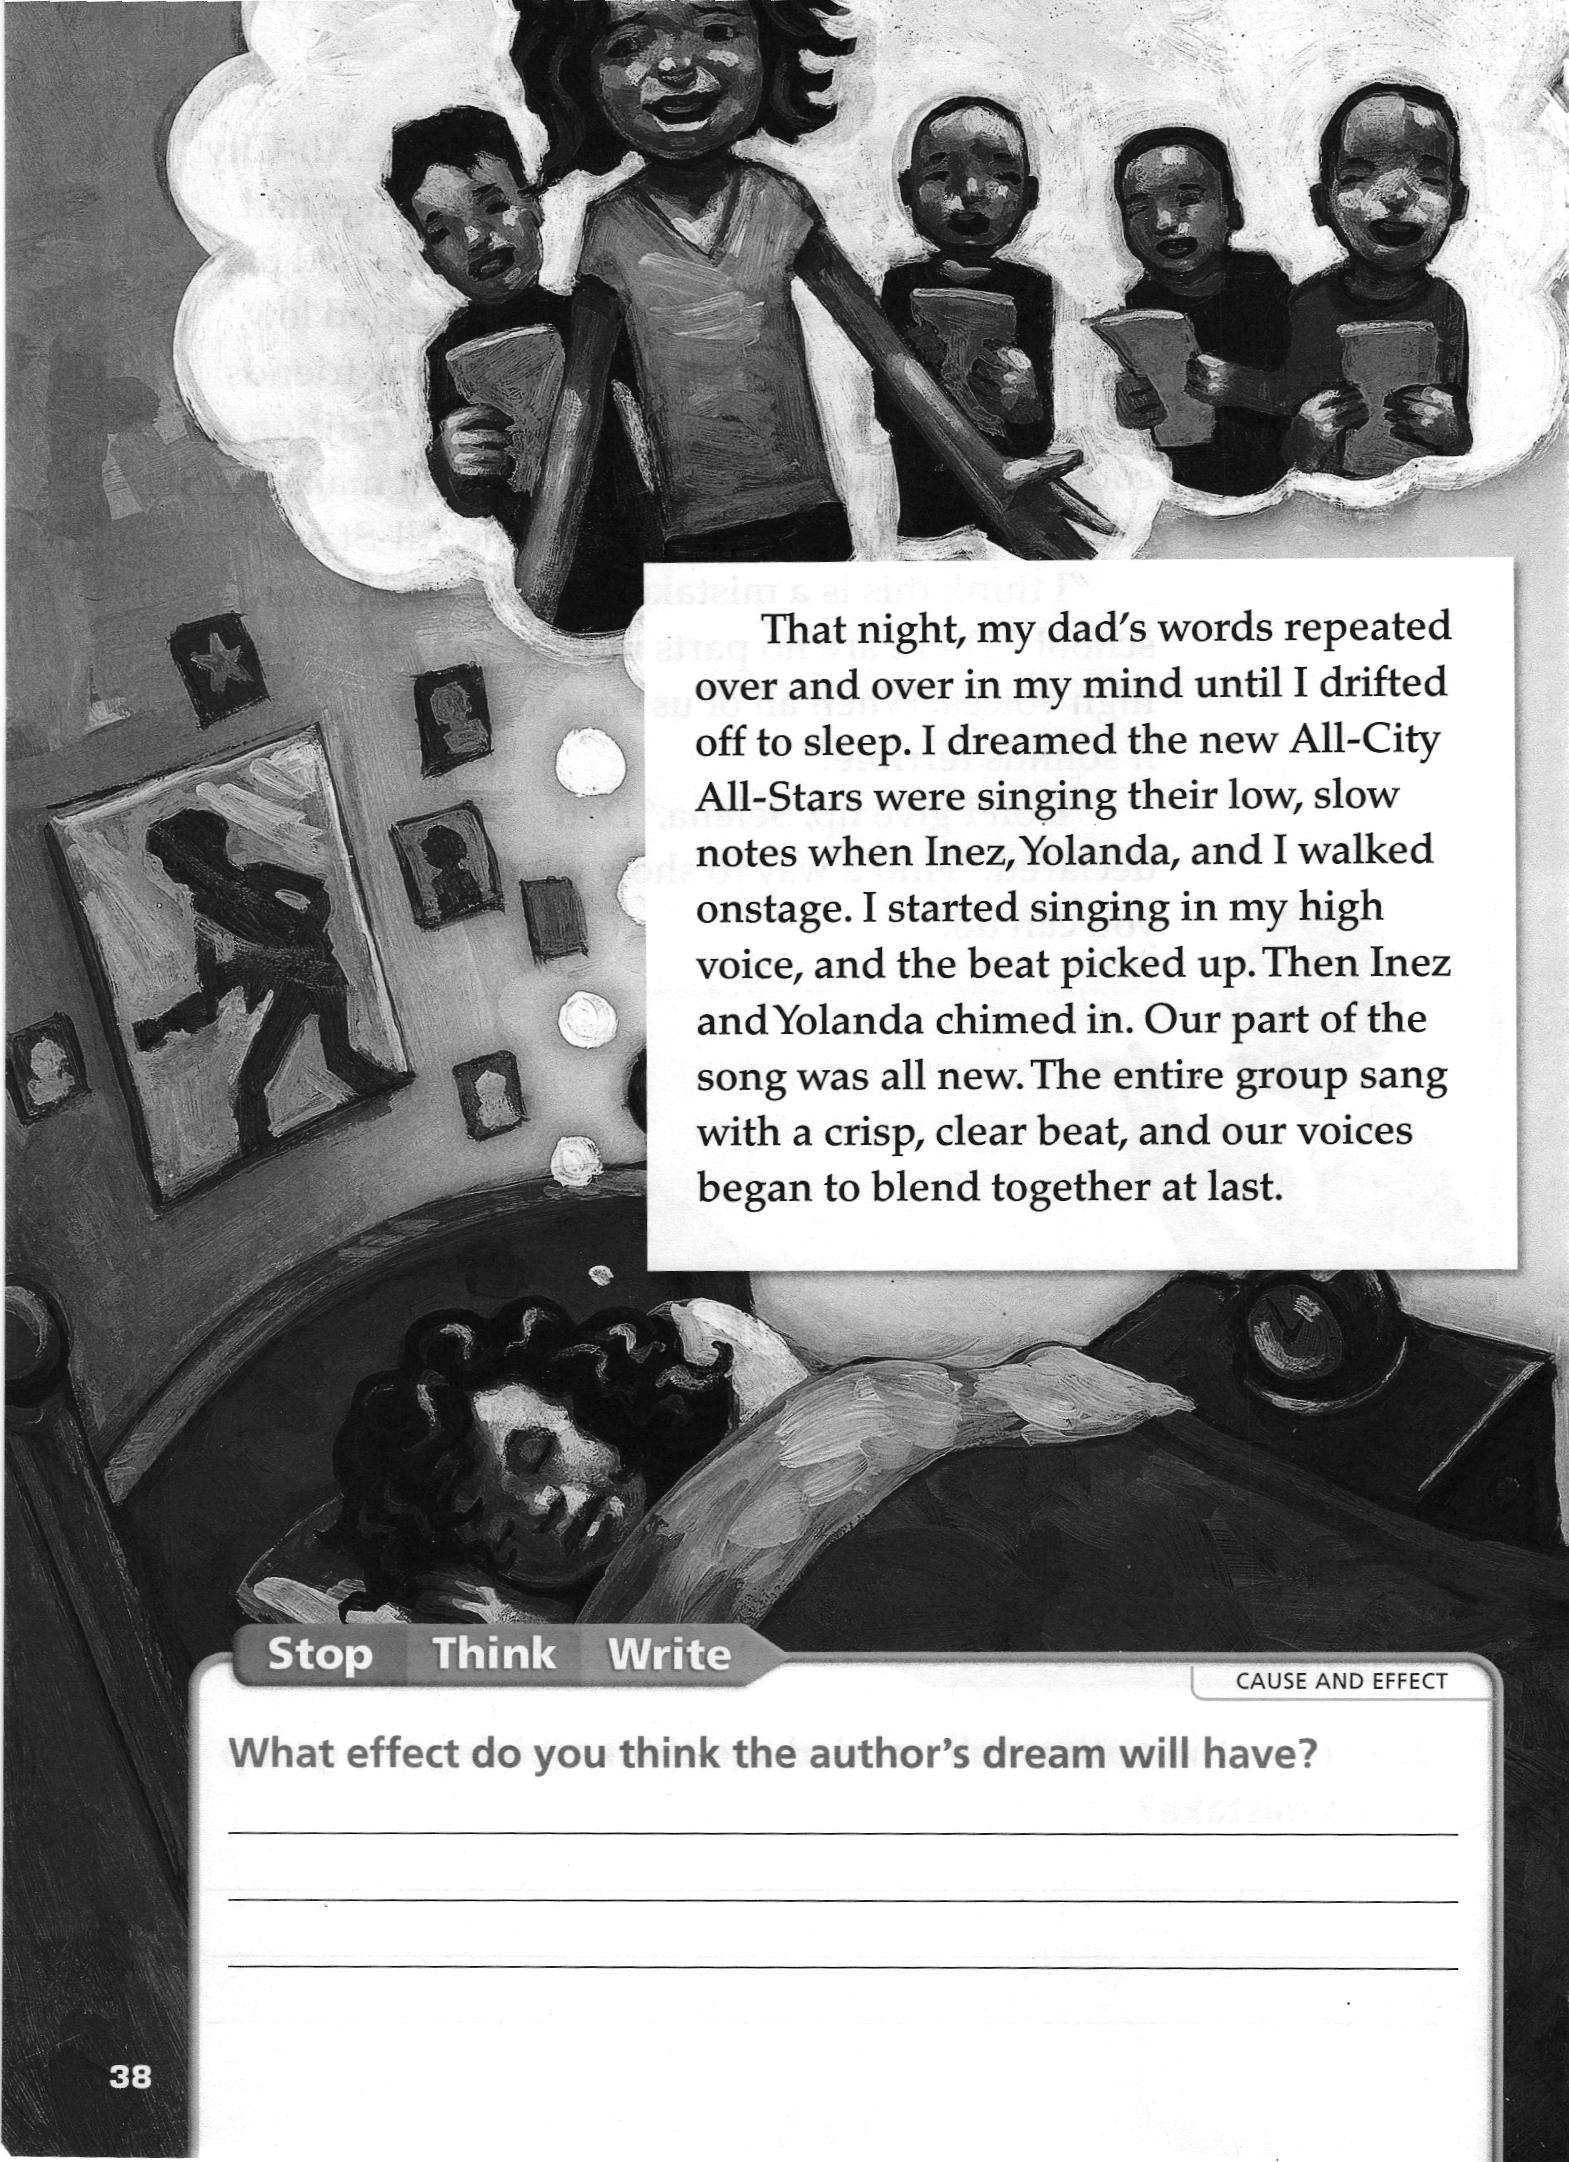 That night, my dad's words repeated
over and over in my mind until I drifted
off to sleep. I dreamed the new All-City
All-Stars were singing their low, slow
notes when Inez, Yolanda, and I walked
onstage. I started singing in my high
voice, and the beat picked up. Then Inez
and Yolanda chimed in. Our part of the
song was all new. The entire group sang
with a crisp, clear beat, and our voices
began to blend together at last.
Stop Think Write
CAUSE AND EFFECT
What effect do you think the author's dream will have?
38